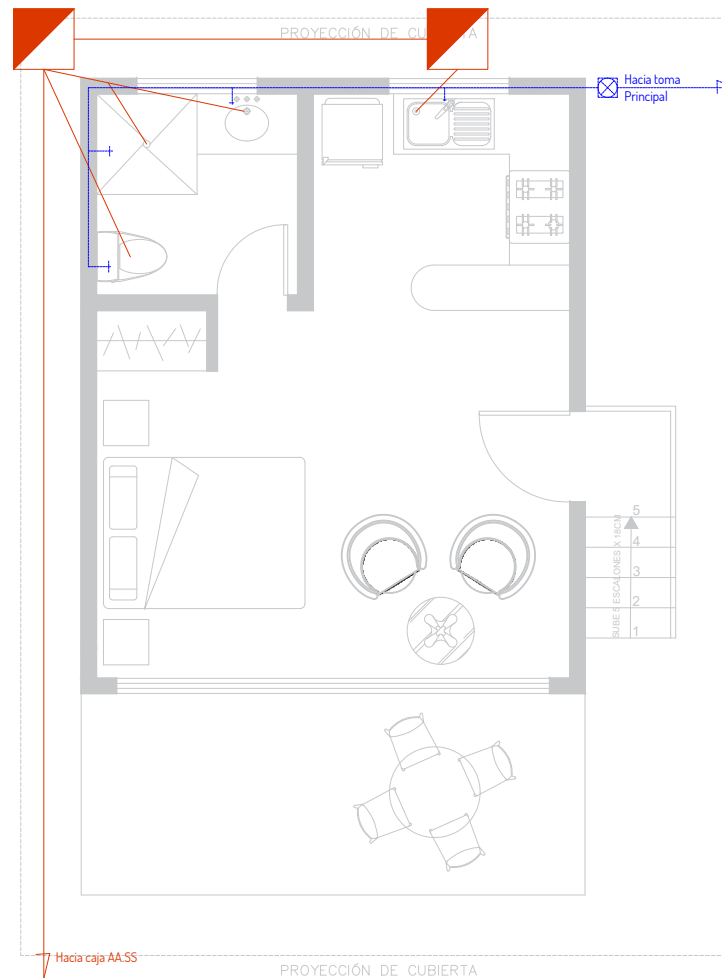 PROYECCIÓN DE CUBIERTA
Hacia toma
Principal
SUBE 5 ESCALONES X 18CM
5
4
3
2
1
Hacia caja AA.SS
PROYECCIÓN DE CUBIERTA